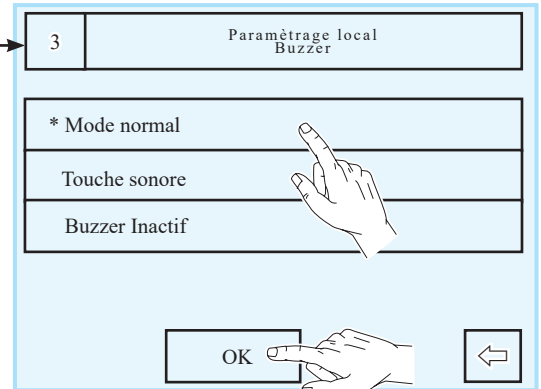 3
Paramètrage local
Buzzer
* Mode normal
Touche sonore
Buzzer Inactif
OK